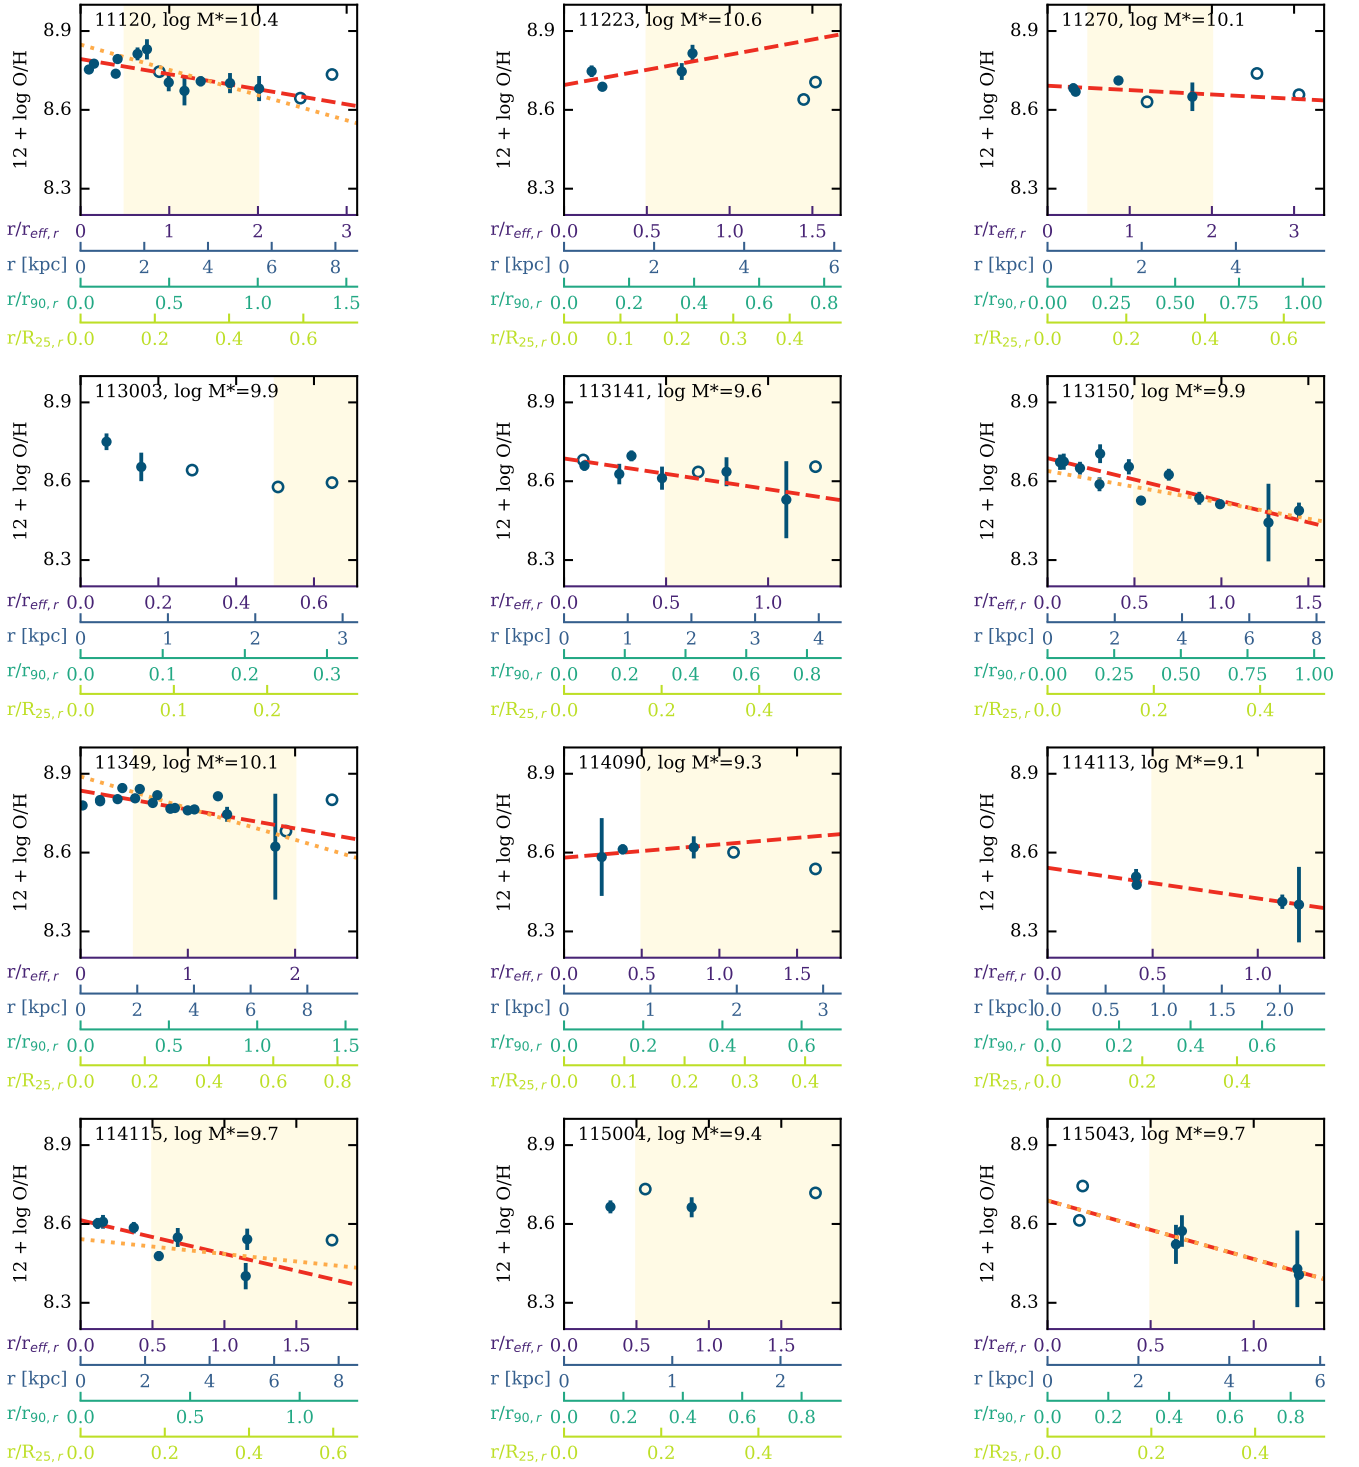 11120, log M*=10.4
8.9
8.6
8.3
12 + log O/H
r/r_eff,r 0 1 2 3
r [kpc] 0 2 4 6 8
r/r_90,r 0.0 0.5 1.0 1.5
r/R_25,r 0.0 0.2 0.4 0.6
11223, log M*=10.6
8.9
8.6
8.3
12 + log O/H
r/r_eff,r 0.0 0.5 1.0 1.5
r [kpc] 0 2 4 6
r/r_90,r 0.0 0.2 0.4 0.6 0.8
r/R_25,r 0.0 0.1 0.2 0.3 0.4
11270, log M*=10.1
8.9
8.6
8.3
12 + log O/H
r/r_eff,r 0 1 2 3
r [kpc] 0 2 4
r/r_90,r 0.00 0.25 0.50 0.75 1.00
r/R_25,r 0.0 0.2 0.4 0.6
113003, log M*=9.9
8.9
8.6
8.3
12 + log O/H
r/r_eff,r 0.0 0.2 0.4 0.6
r [kpc] 0 1 2 3
r/r_90,r 0.0 0.1 0.2 0.3
r/R_25,r 0.0 0.1 0.2
113141, log M*=9.6
8.9
8.6
8.3
12 + log O/H
r/r_eff,r 0.0 0.5 1.0
r [kpc] 0 1 2 3 4
r/r_90,r 0.0 0.2 0.4 0.6 0.8
r/R_25,r 0.0 0.2 0.4
113150, log M*=9.9
8.9
8.6
8.3
12 + log O/H
r/r_eff,r 0.0 0.5 1.0 1.5
r [kpc] 0 2 4 6 8
r/r_90,r 0.00 0.25 0.50 0.75 1.00
r/R_25,r 0.0 0.2 0.4
11349, log M*=10.1
8.9
8.6
8.3
12 + log O/H
r/r_eff,r 0 1 2
r [kpc] 0 2 4 6 8
r/r_90,r 0.0 0.5 1.0 1.5
r/R_25,r 0.0 0.2 0.4 0.6 0.8
114090, log M*=9.3
8.9
8.6
8.3
12 + log O/H
r/r_eff,r 0.0 0.5 1.0 1.5
r [kpc] 0 1 2 3
r/r_90,r 0.0 0.2 0.4 0.6
r/R_25,r 0.0 0.1 0.2 0.3 0.4
114113, log M*=9.1
8.9
8.6
8.3
12 + log O/H
r/r_eff,r 0.0 0.5 1.0
r [kpc] 0.0 0.5 1.0 1.5 2.0
r/r_90,r 0.0 0.2 0.4 0.6
r/R_25,r 0.0 0.2 0.4
114115, log M*=9.7
8.9
8.6
8.3
12 + log O/H
r/r_eff,r 0.0 0.5 1.0 1.5
r [kpc] 0 2 4 6 8
r/r_90,r 0.0 0.5 1.0
r/R_25,r 0.0 0.2 0.4 0.6
115004, log M*=9.4
8.9
8.6
8.3
12 + log O/H
r/r_eff,r 0.0 0.5 1.0 1.5
r [kpc] 0 1 2
r/r_90,r 0.0 0.2 0.4 0.6 0.8
r/R_25,r 0.0 0.2 0.4
115043, log M*=9.7
8.9
8.6
8.3
12 + log O/H
r/r_eff,r 0.0 0.5 1.0
r [kpc] 0 2 4 6
r/r_90,r 0.0 0.2 0.4 0.6 0.8
r/R_25,r 0.0 0.2 0.4